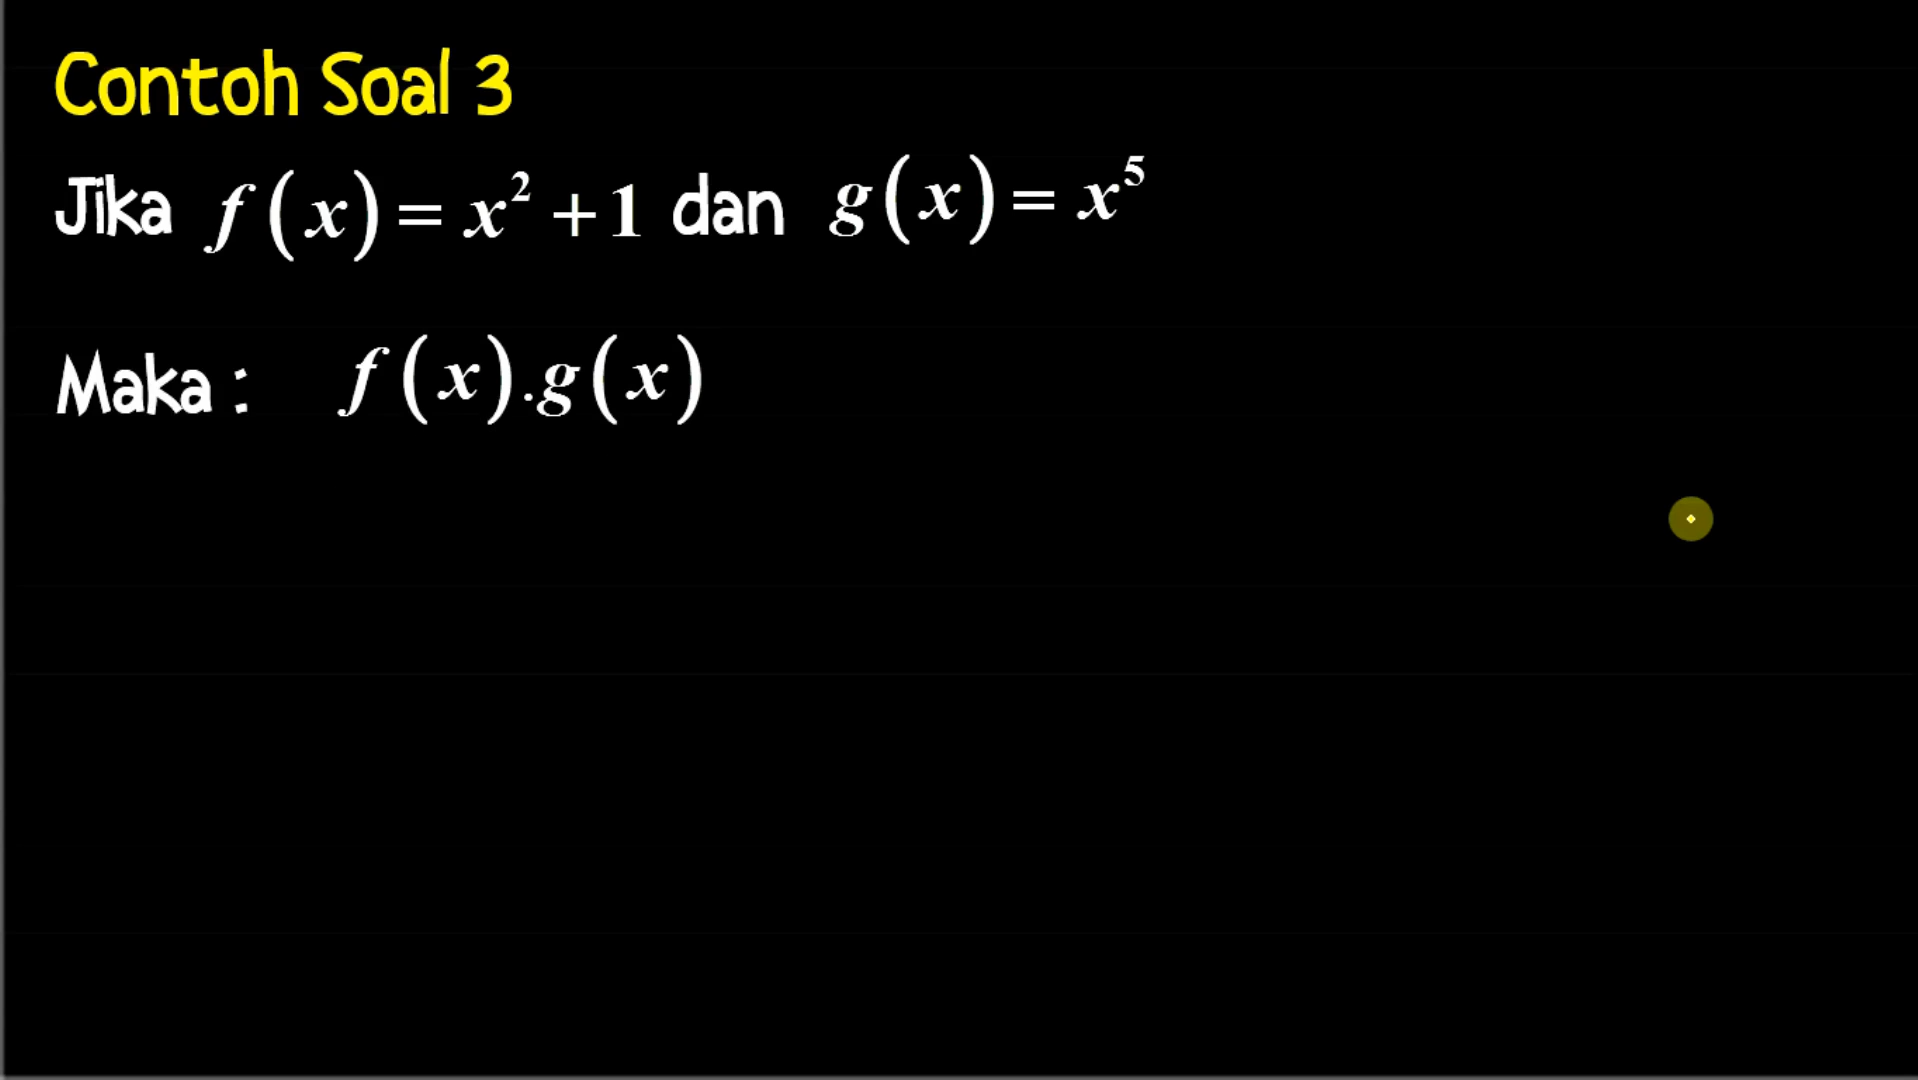 Contoh Soal 3
Jika f(x) = x² + 1 dan g(x) = x⁵
Maka : f(x).g(x)